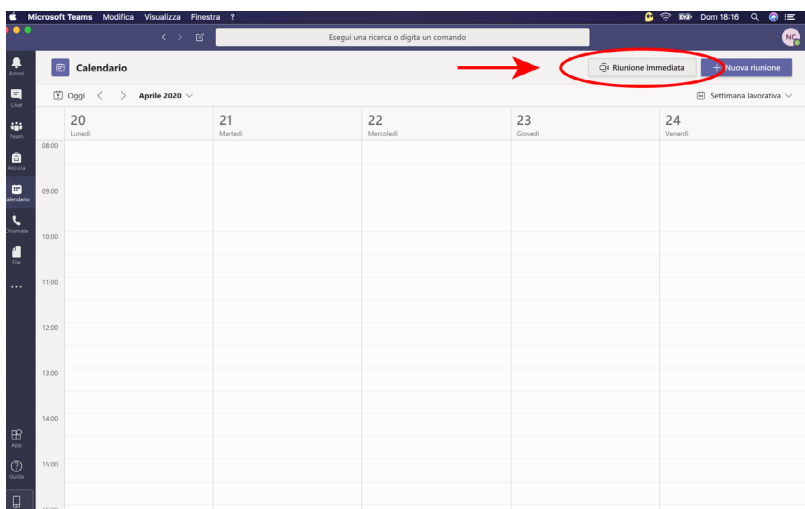 Microsoft Teams Modifica Visualizza Finestra ? Dom 18:16
Esegui una ricerca o digita un comando
NC
Calendario
Riunione immediata
+ Nuova riunione
Oggi < > Aprile 2020
Settimana lavorativa
20 21 22 23 24
Lunedì Martedì Mercoledì Giovedì Venerdì
Chat
Team
Attività
Calendario
Chiamate
File
...
App
Guida
08:00
09:00
10:00
11:00
12:00
13:00
14:00
15:00